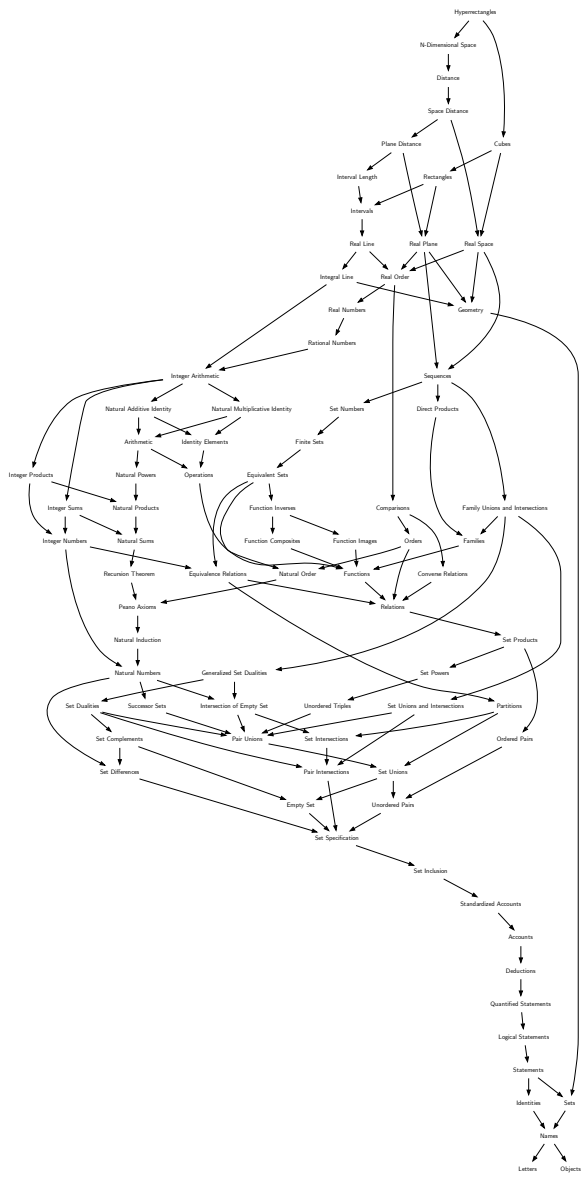 Hyperrectangles
N-Dimensional Space
Distance
Space Distance
Plane Distance
Cubes
Interval Length
Rectangles
Intervals
Real Line
Real Plane
Real Space
Integral Line
Real Order
Real Numbers
Geometry
Rational Numbers
Integer Arithmetic
Sequences
Natural Additive Identity
Natural Multiplicative Identity
Set Numbers
Direct Products
Arithmetic
Identity Elements
Finite Sets
Integer Products
Natural Powers
Operations
Equivalent Sets
Integer Sums
Natural Products
Function Inverses
Comparisons
Family Unions and Intersections
Integer Numbers
Natural Sums
Function Composites
Function Images
Orders
Families
Recursion Theorem
Equivalence Relations
Natural Order
Functions
Converse Relations
Peano Axioms
Relations
Natural Induction
Set Products
Natural Numbers
Generalized Set Dualities
Set Powers
Set Dualities
Successor Sets
Intersection of Empty Set
Unordered Triples
Set Unions and Intersections
Partitions
Set Complements
Pair Unions
Set Intersections
Ordered Pairs
Set Differences
Pair Intersections
Set Unions
Empty Set
Unordered Pairs
Set Specification
Set Inclusion
Standardized Accounts
Accounts
Deductions
Quantified Statements
Logical Statements
Statements
Identities
Sets
Names
Letters
Objects